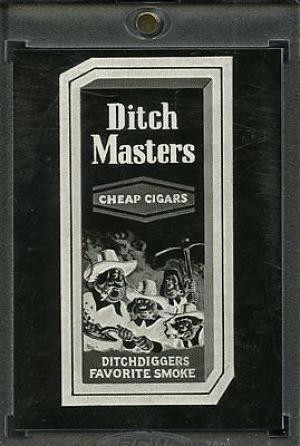 Ditch
Masters
CHEAP CIGARS
DITCHDIGGERS
FAVORITE SMOKE